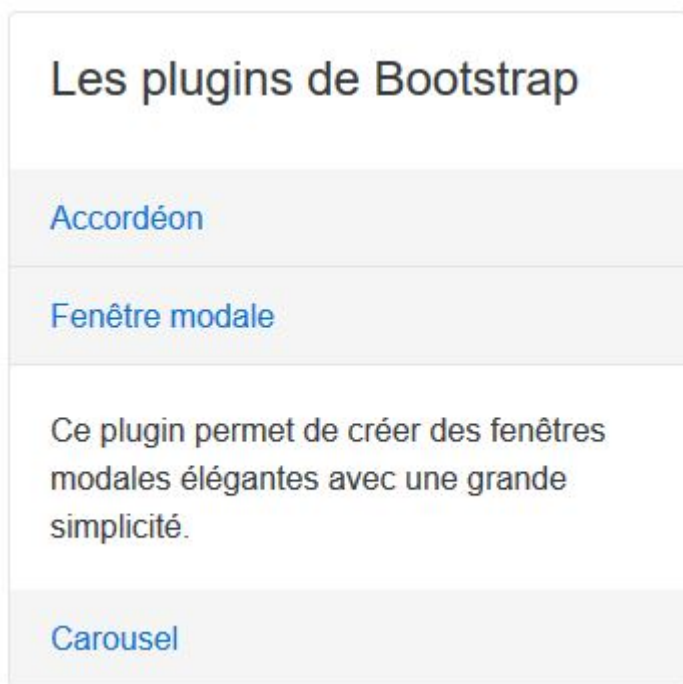 Les plugins de Bootstrap
Accordéon
Fenêtre modale
Ce plugin permet de créer des fenêtres
modales élégantes avec une grande
simplicité.
Carousel